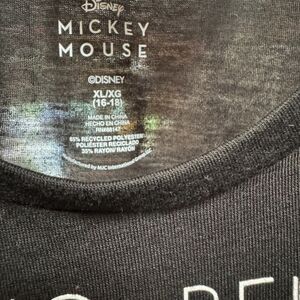 Disney
MICKEY
MOUSE
©DISNEY
XL/XG
(16-18)
MADE IN CHINA
HECHO EN CHINA
65% RECYCLED POLYESTER/
POLIÉSTER RECICLADO
35% RAYON/RAYÓN